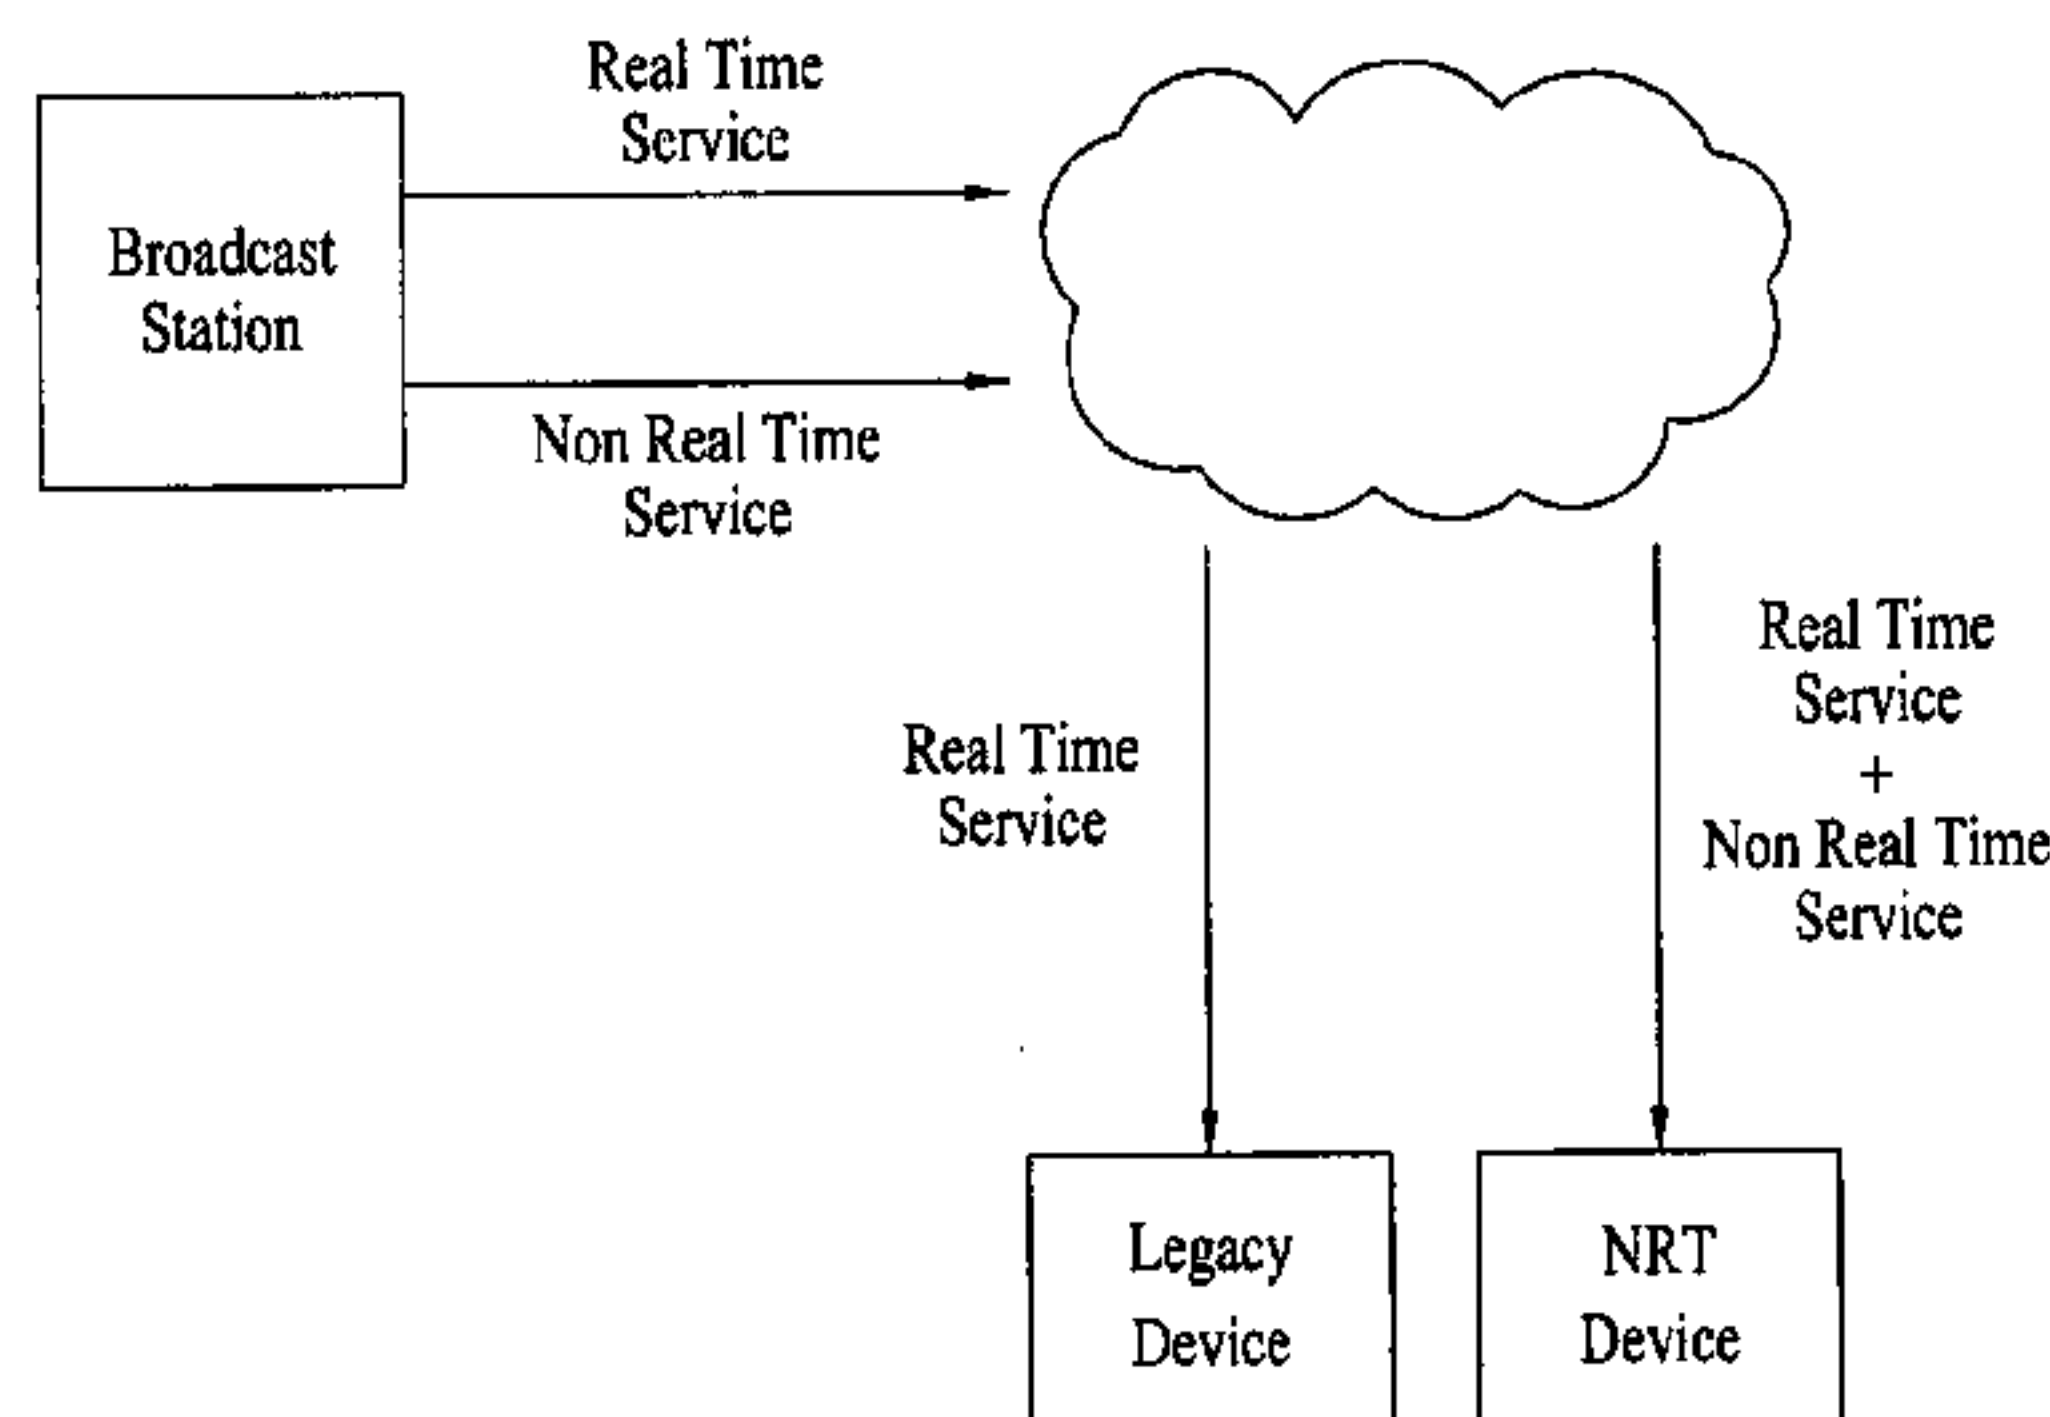 Real Time
Service
Broadcast
Station
Non Real Time
Service
Real Time
Service
+
Non Real Time
Service
Real Time
Service
Legacy
Device
NRT
Device